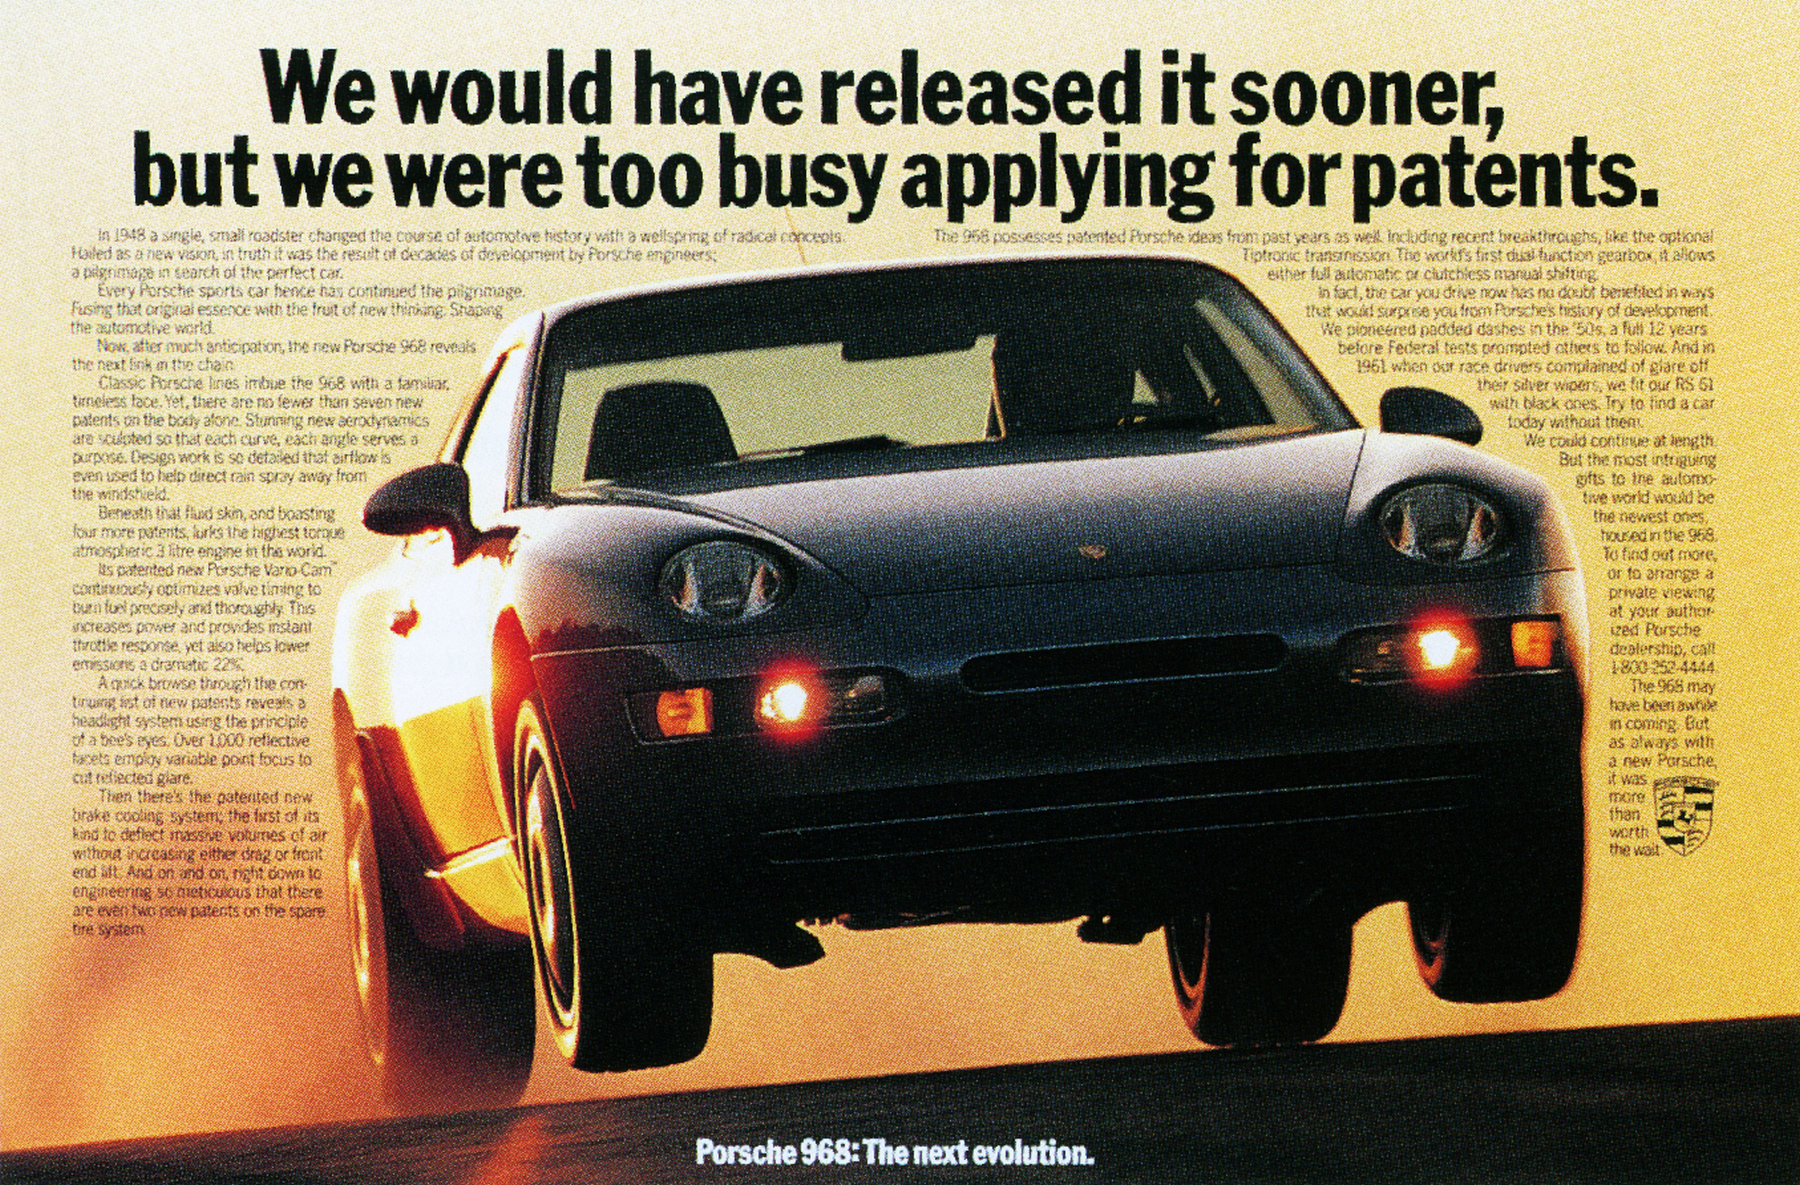 We would have released it sooner,
but we were too busy applying for patents.
In 1948 a single, small roadster changed the course of automotive history with a wellspring of radical concepts.
Hailed as a new vision, in truth it was the result of decades of development by Porsche engineers;
a pilgrimage in search of the perfect car.
Every Porsche sports car hence has continued the pilgrimage.
Fusing that original essence with the fruit of new thinking. Shaping
the automotive world.
Now, after much anticipation, the new Porsche 968 reveals
the next link in the chain.
Classic Porsche lines imbue the 968 with a familiar,
timeless face. Yet, there are no fewer than seven new
patents on the body alone. Stunning new aerodynamics
are sculpted so that each curve, each angle serves a
purpose. Design work is so detailed that airflow is
even used to help direct rain spray away from
the windshield.
Beneath that fluid skin, and boasting
four more patents, lurks the highest torque
atmospheric 3 litre engine in the world.
Its patented new Porsche Vario-Cam™
continuously optimizes valve timing to
burn fuel precisely and thoroughly. This
increases power and provides instant
throttle response, yet also helps lower
emissions a dramatic 22%.
A quick browse through the con-
tinuing list of new patents reveals a
headlight system using the principle
of a bee's eyes. Over 1,000 reflective
facets employ variable point focus to
cut reflected glare.
Then there's the patented new
brake cooling system; the first of its
kind to deflect massive volumes of air
without increasing either drag or front
end lift. And on and on, right down to
engineering so meticulous that there
are even two new patents on the spare
tire system.
The 968 possesses patented Porsche ideas from past years as well. Including recent breakthroughs, like the optional
Tiptronic transmission. The world's first dual-function gearbox, it allows
either full automatic or clutchless manual shifting.
In fact, the car you drive now has no doubt benefited in ways
that would surprise you from Porsche's history of development.
We pioneered padded dashes in the '50s, a full 12 years
before Federal tests prompted others to follow. And in
1961 when our race drivers complained of glare off
their silver wipers, we fit our RS 61
with black ones. Try to find a car
today without them.
We could continue at length.
But the most intriguing
gifts to the automo-
tive world would be
the newest ones,
housed in the 968.
To find out more,
or to arrange a
private viewing
at your author-
ized Porsche
dealership, call
1-800-252-4444.
The 968 may
have been awhile
in coming. But
as always with
a new Porsche,
it was
more
than
worth
the wait.
Porsche 968: The next evolution.